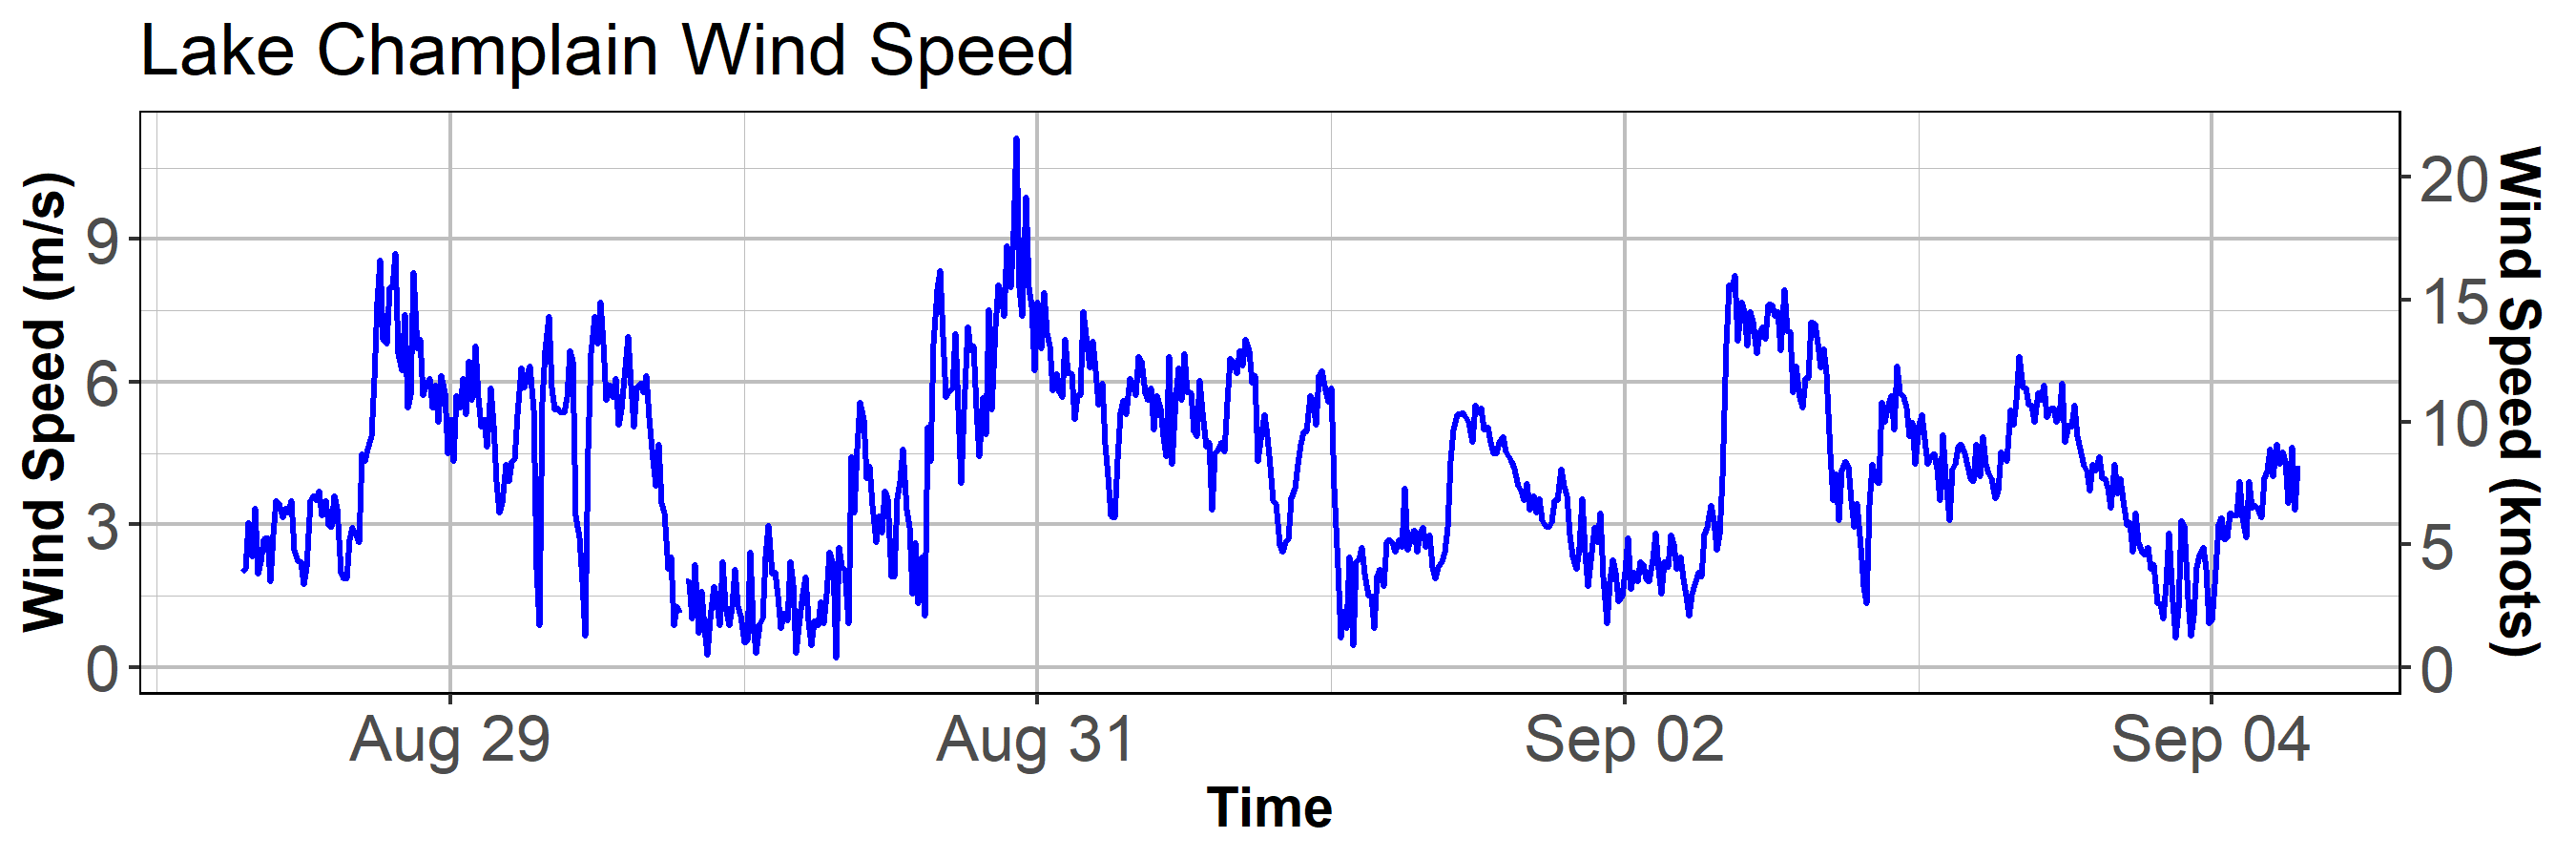 Lake Champlain Wind Speed
Wind Speed (m/s)
9
6
3
0
20
15
10
5
0
Wind Speed (knots)
Aug 29
Aug 31
Sep 02
Sep 04
Time